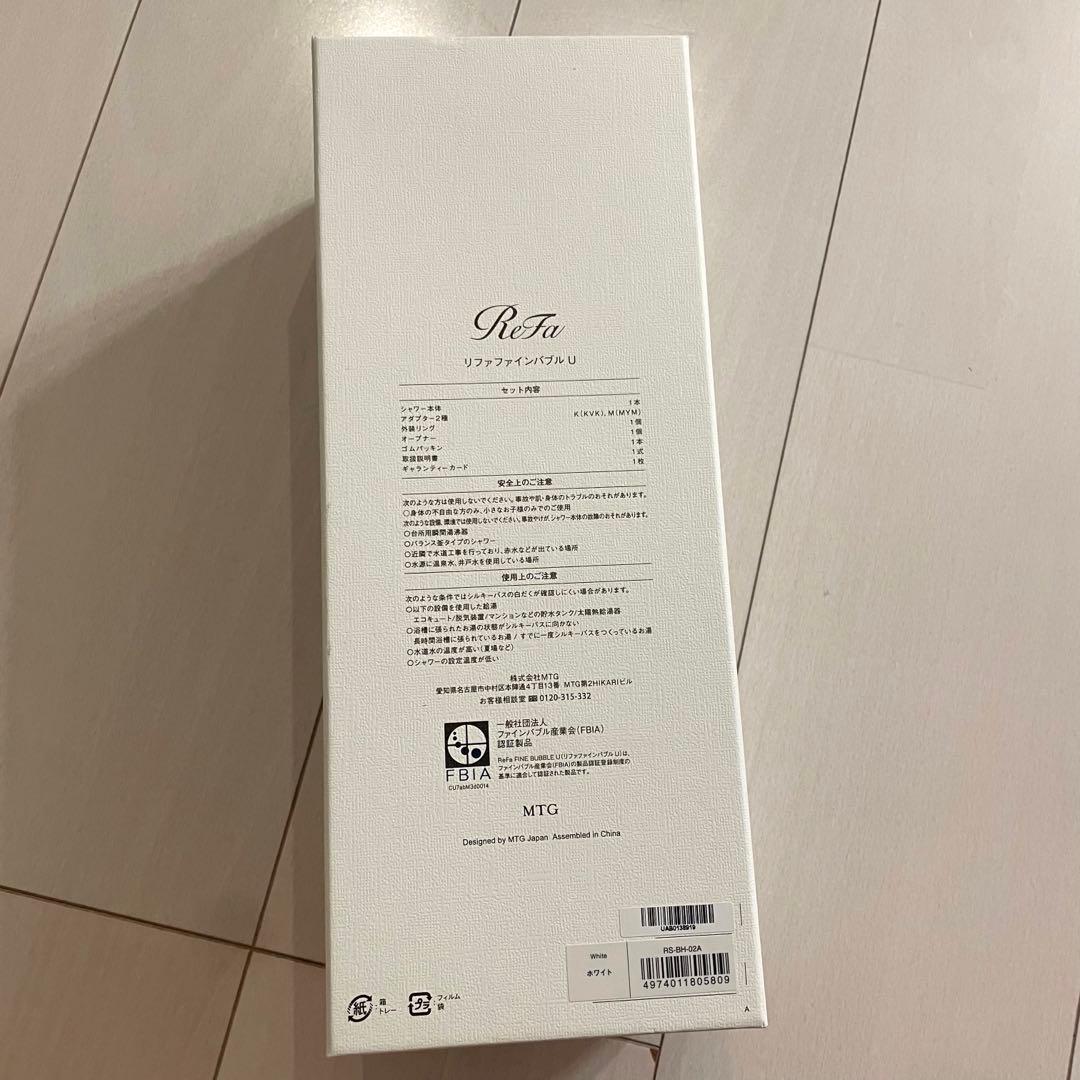 ReFa
リファファインバブル U
セット内容
シャワー本体 1本
アダプター2種 K(KVK), M(MYM)
外装リング 1個
オープナー 1個
ゴムパッキン 1本
取扱説明書 1式
ギャランティーカード 1枚
安全上のご注意
次のような方は使用しないでください。事故や肌・身体のトラブルのおそれがあります。
○身体の不自由な方のみ、小さなお子様のみでのご使用
次のような設備、環境では使用しないでください。事故やけが、シャワー本体の故障のおそれがあります。
○台所用瞬間湯沸器
○バランス釜タイプのシャワー
○近隣で水道工事を行っており、赤水などが出ている場所
○水源に温泉水、井戸水を使用している場所
使用上のご注意
次のような条件ではシルキーバスの白だくが確認しにくい場合があります。
○以下の設備を使用した給湯
エコキュート/脱気装置/マンションなどの貯水タンク/太陽熱給湯器
○浴槽に張られたお湯の状態がシルキーバスに向かない
長時間浴槽に張られているお湯 / すでに一度シルキーバスをつくっているお湯
○水道水の温度が高い(夏場など)
○シャワーの設定温度が低い
株式会社MTG
愛知県名古屋市中村区本陣通4丁目13番 MTG第2HIKARIビル
お客様相談室 0120-315-332
一般社団法人
ファインバブル産業会(FBIA)
認証製品
FBIA
CU7abM3d0014
ReFa FINE BUBBLE U(リファファインバブル U)は、
ファインバブル産業会(FBIA)の製品認証登録制度の
基準に適合して認証された製品です。
MTG
Designed by MTG Japan Assembled in China
UAB0138919
White
ホワイト
RS-BH-02A
4974011805809
紙
箱
トレー
プラ
フィルム
袋
A